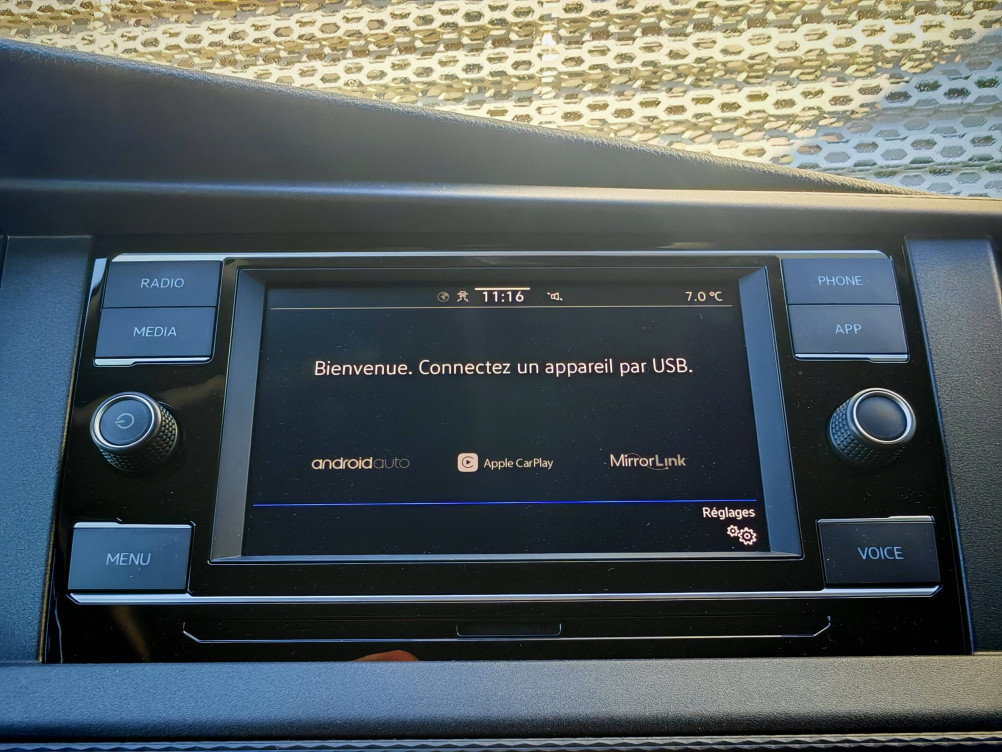 RADIO
MEDIA
MENU
11:16
7.0 °C
Bienvenue. Connectez un appareil par USB.
androidauto
Apple CarPlay
MirrorLink
Réglages
PHONE
APP
VOICE